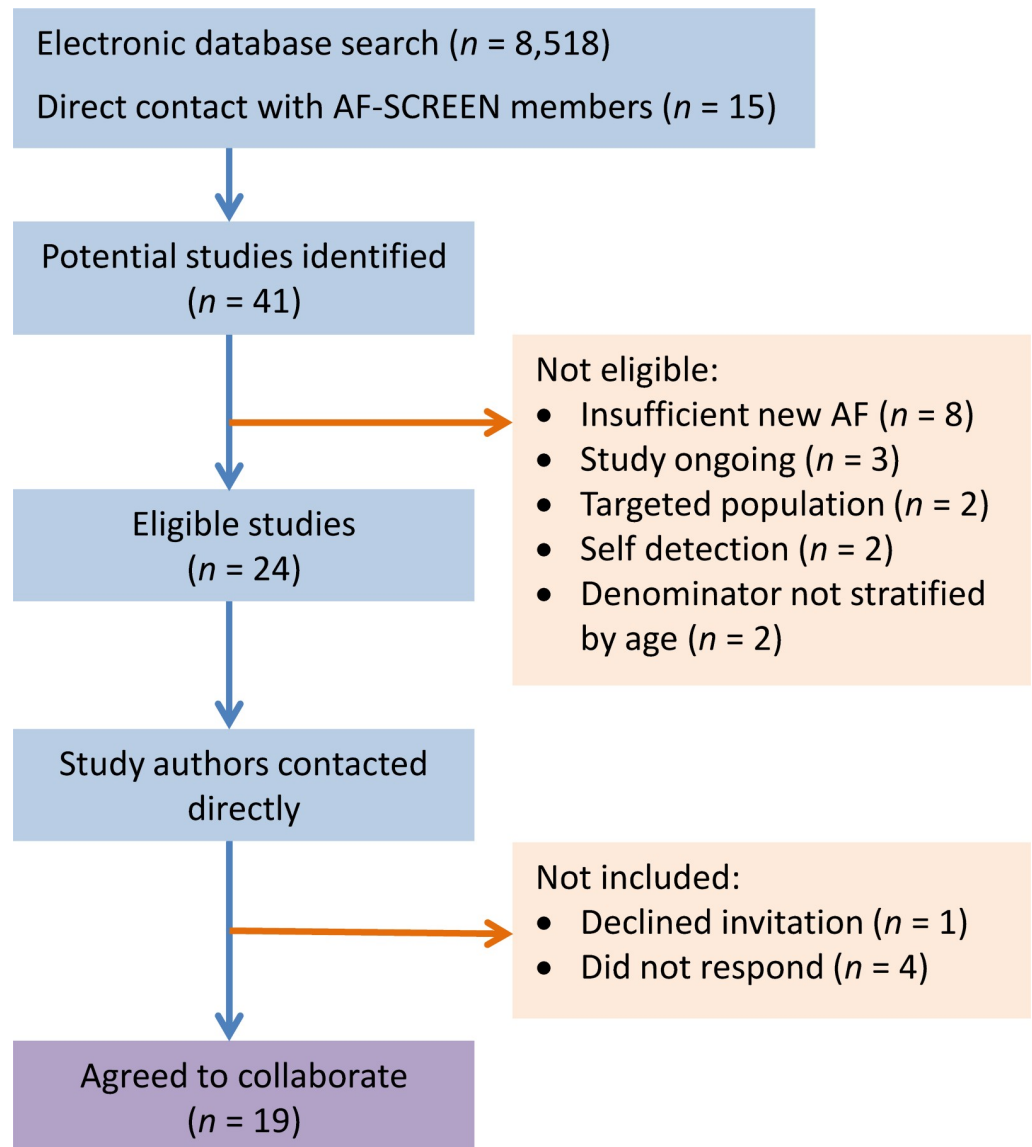 Electronic database search (n = 8,518)
Direct contact with AF-SCREEN members (n = 15)
Potential studies identified
(n = 41)
Not eligible:
• Insufficient new AF (n = 8)
• Study ongoing (n = 3)
• Targeted population (n = 2)
• Self detection (n = 2)
• Denominator not stratified
by age (n = 2)
Eligible studies
(n = 24)
Study authors contacted
directly
Not included:
• Declined invitation (n = 1)
• Did not respond (n = 4)
Agreed to collaborate
(n = 19)